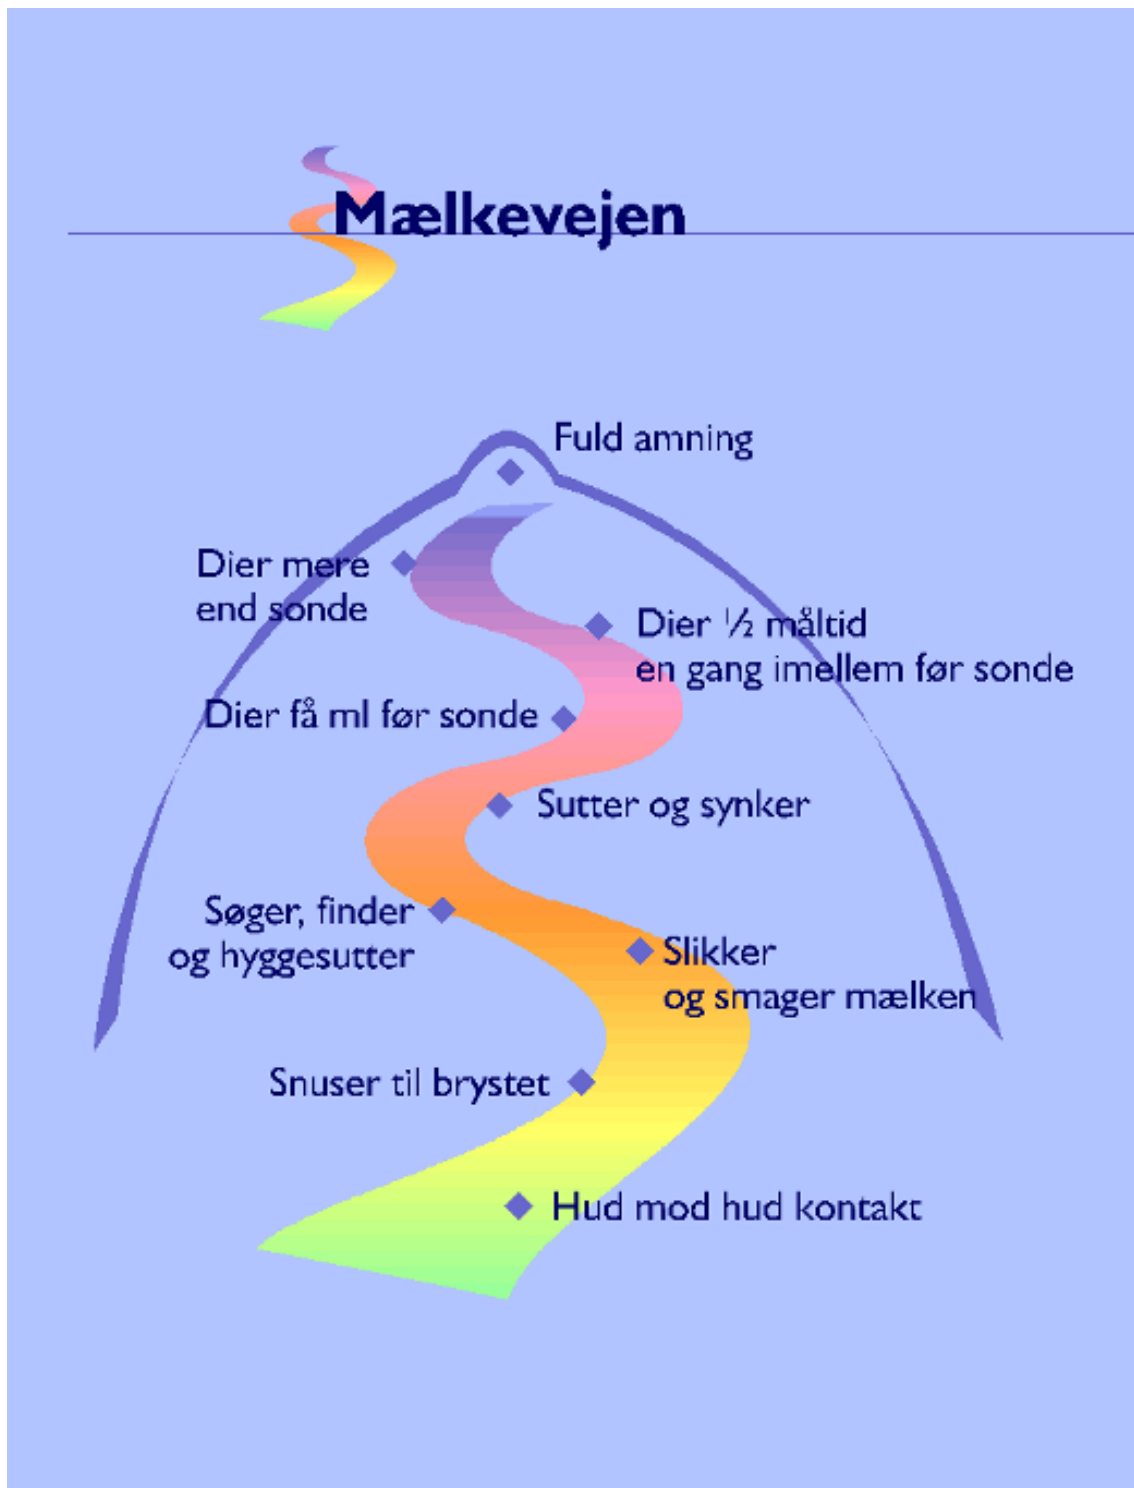 Mælkevejen
Fuld amning
Dier mere
end sonde
Dier ½ måltid
en gang imellem før sonde
Dier få ml før sonde
Sutter og synker
Søger, finder
og hyggesutter
Slikker
og smager mælken
Snuser til brystet
Hud mod hud kontakt